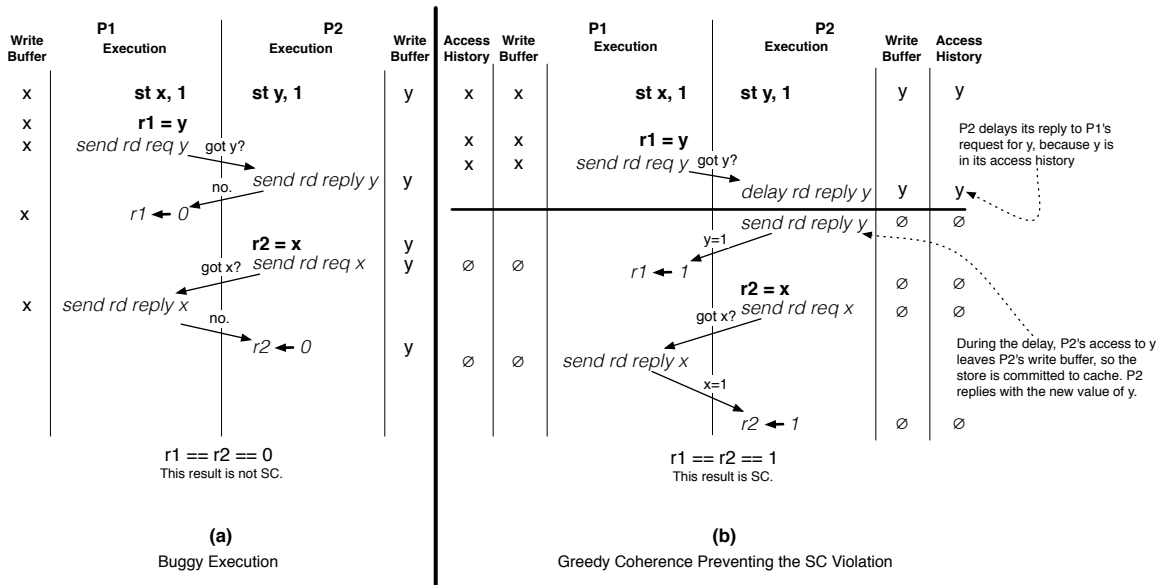 P1
P2
Write
Buffer
Execution
Execution
Write
Buffer
x
st x, 1
st y, 1
y
x
r1 = y
x
send rd req y
got y?
send rd reply y
y
no.
x
r1 ← 0
r2 = x
y
got x?
send rd req x
y
x
send rd reply x
no.
r2 ← 0
y
r1 == r2 == 0
This result is not SC.
(a)
Buggy Execution
P1
P2
Access
History
Write
Buffer
Execution
Execution
Write
Buffer
Access
History
x
x
st x, 1
st y, 1
y
y
x
x
r1 = y
x
x
send rd req y
got y?
delay rd reply y
y
y
send rd reply y
∅
∅
y=1
∅
∅
r1 ← 1
r2 = x
∅
∅
got x?
send rd req x
∅
∅
∅
∅
send rd reply x
x=1
r2 ← 1
∅
∅
P2 delays its reply to P1's
request for y, because y is
in its access history
During the delay, P2's access to y
leaves P2's write buffer, so the
store is committed to cache. P2
replies with the new value of y.
r1 == r2 == 1
This result is SC.
(b)
Greedy Coherence Preventing the SC Violation